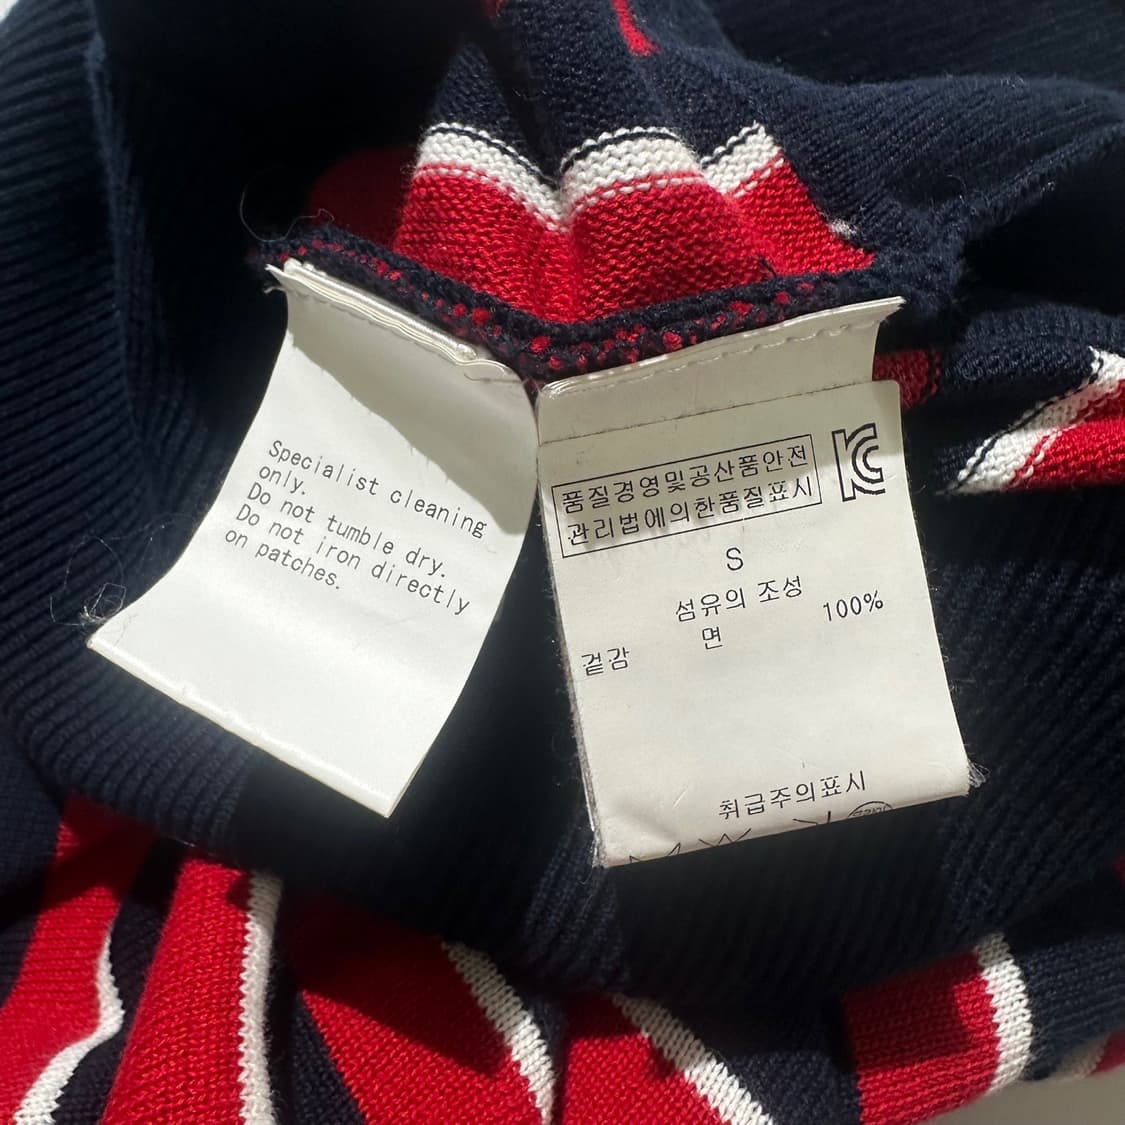 Specialist cleaning
only.
Do not tumble dry.
Do not iron directly
on patches.
품질경영및공산품안전
관리법에의한품질표시
S
섬유의 조성
겉감 면 100%
취급주의표시